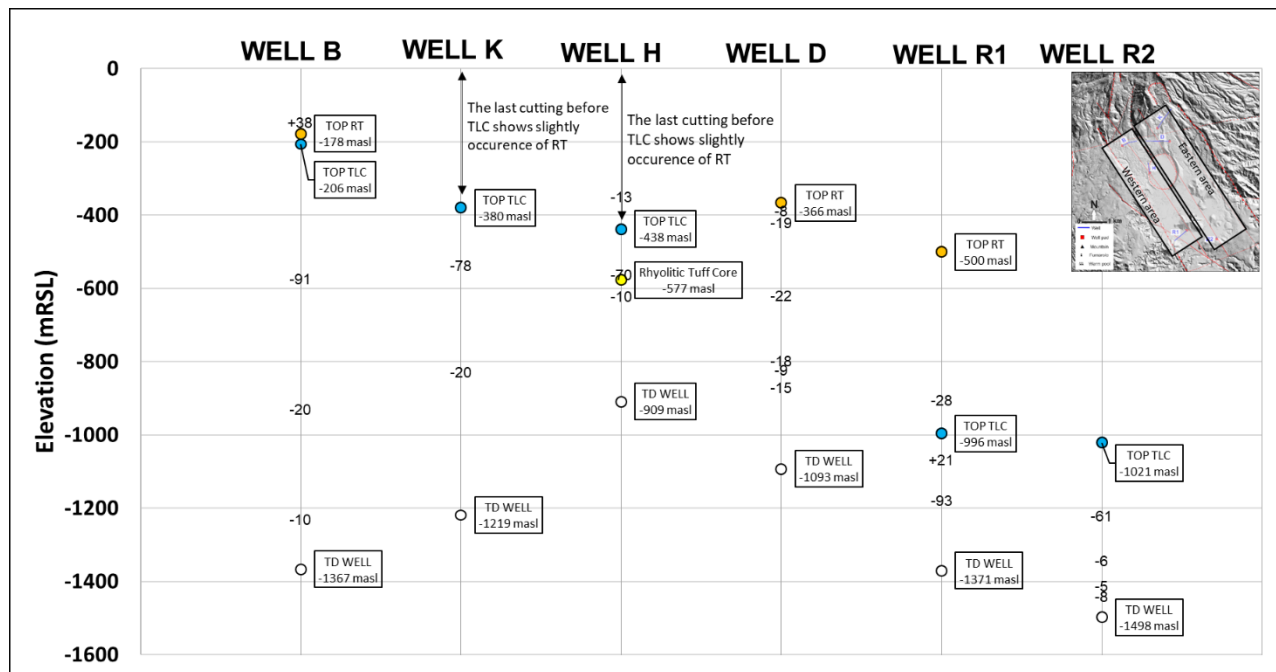 WELL B
WELL K
WELL H
WELL D
WELL R1
WELL R2
Elevation (mRSL)
0
-200
-400
-600
-800
-1000
-1200
-1400
-1600
+38
TOP RT
-178 masl
TOP TLC
-206 masl
-91
-20
-10
TD WELL
-1367 masl
The last cutting before
TLC shows slightly
occurence of RT
TOP TLC
-380 masl
-78
-20
TD WELL
-1219 masl
The last cutting before
TLC shows slightly
occurence of RT
-13
TOP TLC
-438 masl
-70
Rhyolitic Tuff Core
-577 masl
-10
TD WELL
-909 masl
TOP RT
-366 masl
-8
-19
-22
-18
-9
-15
TD WELL
-1093 masl
TOP RT
-500 masl
-28
TOP TLC
-996 masl
+21
-93
TD WELL
-1371 masl
TOP TLC
-1021 masl
-61
-6
-5
-8
TD WELL
-1498 masl
Western area
Eastern area
N
Well
Well pad
Mountain
Fumarole